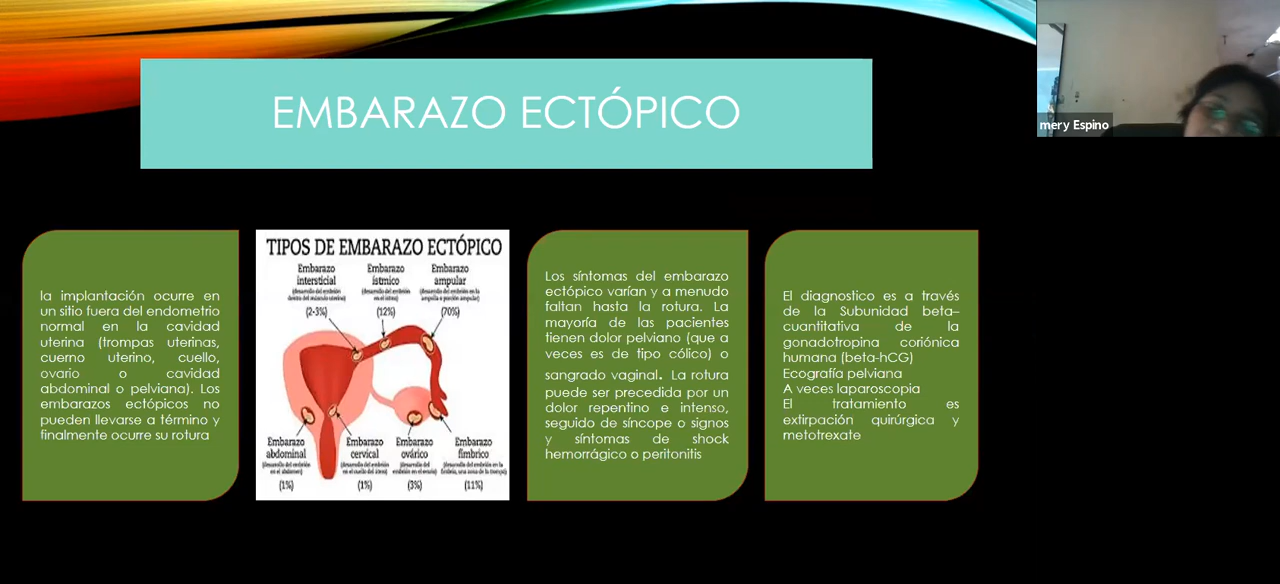 EMBARAZO ECTÓPICO
mery Espino
la implantación ocurre en
un sitio fuera del endometrio
normal en la cavidad
uterina (trompas uterinas,
cuerno uterino, cuello,
ovario o cavidad
abdominal o pelviana). Los
embarazos ectópicos no
pueden llevarse a término y
finalmente ocurre su rotura
TIPOS DE EMBARAZO ECTÓPICO
Embarazo
intersticial
(desarrollo del embrión
dentro del músculo uterino)
(2-3%)
Embarazo
ístmico
(desarrollo del embrión
en el istmo)
(12%)
Embarazo
ampular
(desarrollo del embrión en la
ampolla o porción ampular)
(70%)
Embarazo
abdominal
(desarrollo del embrión
en el abdomen)
(1%)
Embarazo
cervical
(desarrollo del embrión
en el cuello del útero)
(1%)
Embarazo
ovárico
(desarrollo del
embrión en el ovario)
(3%)
Embarazo
fímbrico
(desarrollo del embrión en la
fimbria, una zona de la trompa)
(11%)
Los síntomas del embarazo
ectópico varían y a menudo
faltan hasta la rotura. La
mayoría de las pacientes
tienen dolor pelviano (que a
veces es de tipo cólico) o
sangrado vaginal. La rotura
puede ser precedida por un
dolor repentino e intenso,
seguido de síncope o signos
y síntomas de shock
hemorrágico o peritonitis
El diagnostico es a través
de la Subunidad beta–
cuantitativa de la
gonadotropina coriónica
humana (beta-hCG)
Ecografía pelviana
A veces laparoscopia
El tratamiento es
extirpación quirúrgica y
metotrexate